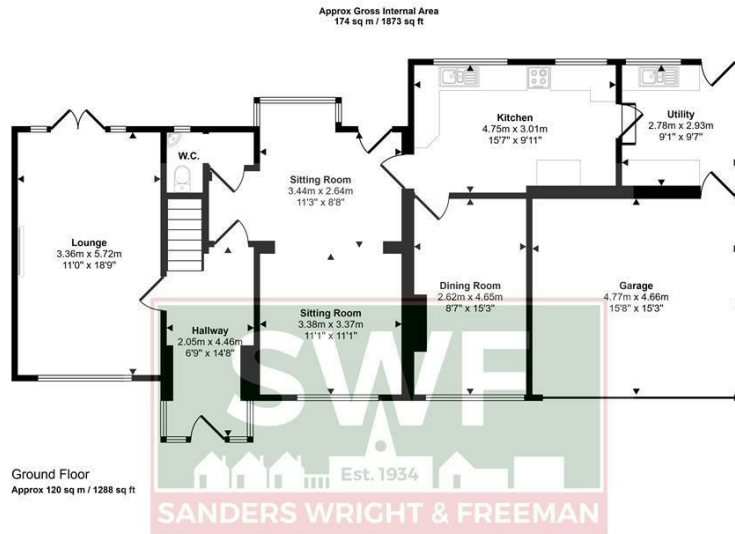 Approx Gross Internal Area
174 sq m / 1873 sq ft
Kitchen
4.75m x 3.01m
15'7" x 9'11"
Utility
2.78m x 2.93m
9'1" x 9'7"
W.C.
Sitting Room
3.44m x 2.64m
11'3" x 8'8"
Lounge
3.36m x 5.72m
11'0" x 18'9"
Hallway
2.05m x 4.46m
6'9" x 14'8"
Sitting Room
3.38m x 3.37m
11'1" x 11'1"
Dining Room
2.62m x 4.65m
8'7" x 15'3"
Garage
4.77m x 4.66m
15'8" x 15'3"
SWF
Est. 1934
SANDERS WRIGHT & FREEMAN
Ground Floor
Approx 120 sq m / 1288 sq ft